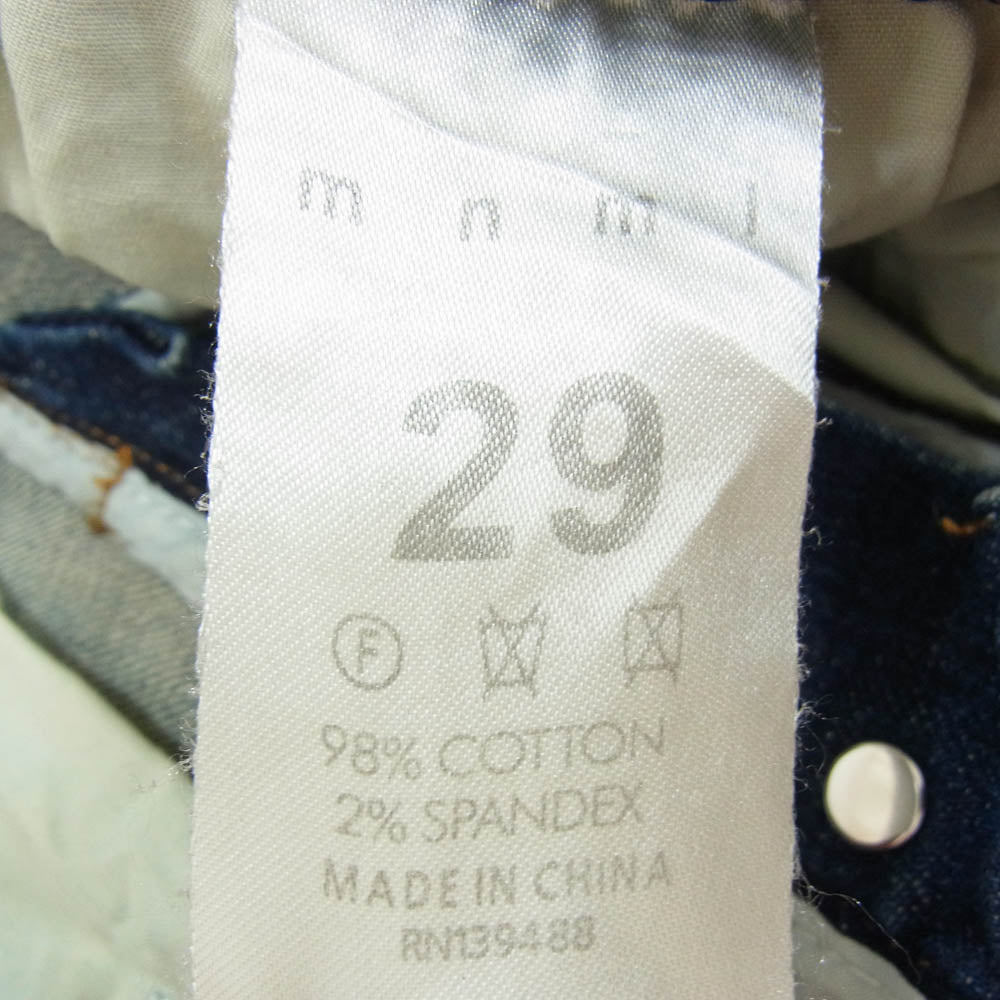 m n m l
29
F
98% COTTON
2% SPANDEX
MADE IN CHINA
RN139488